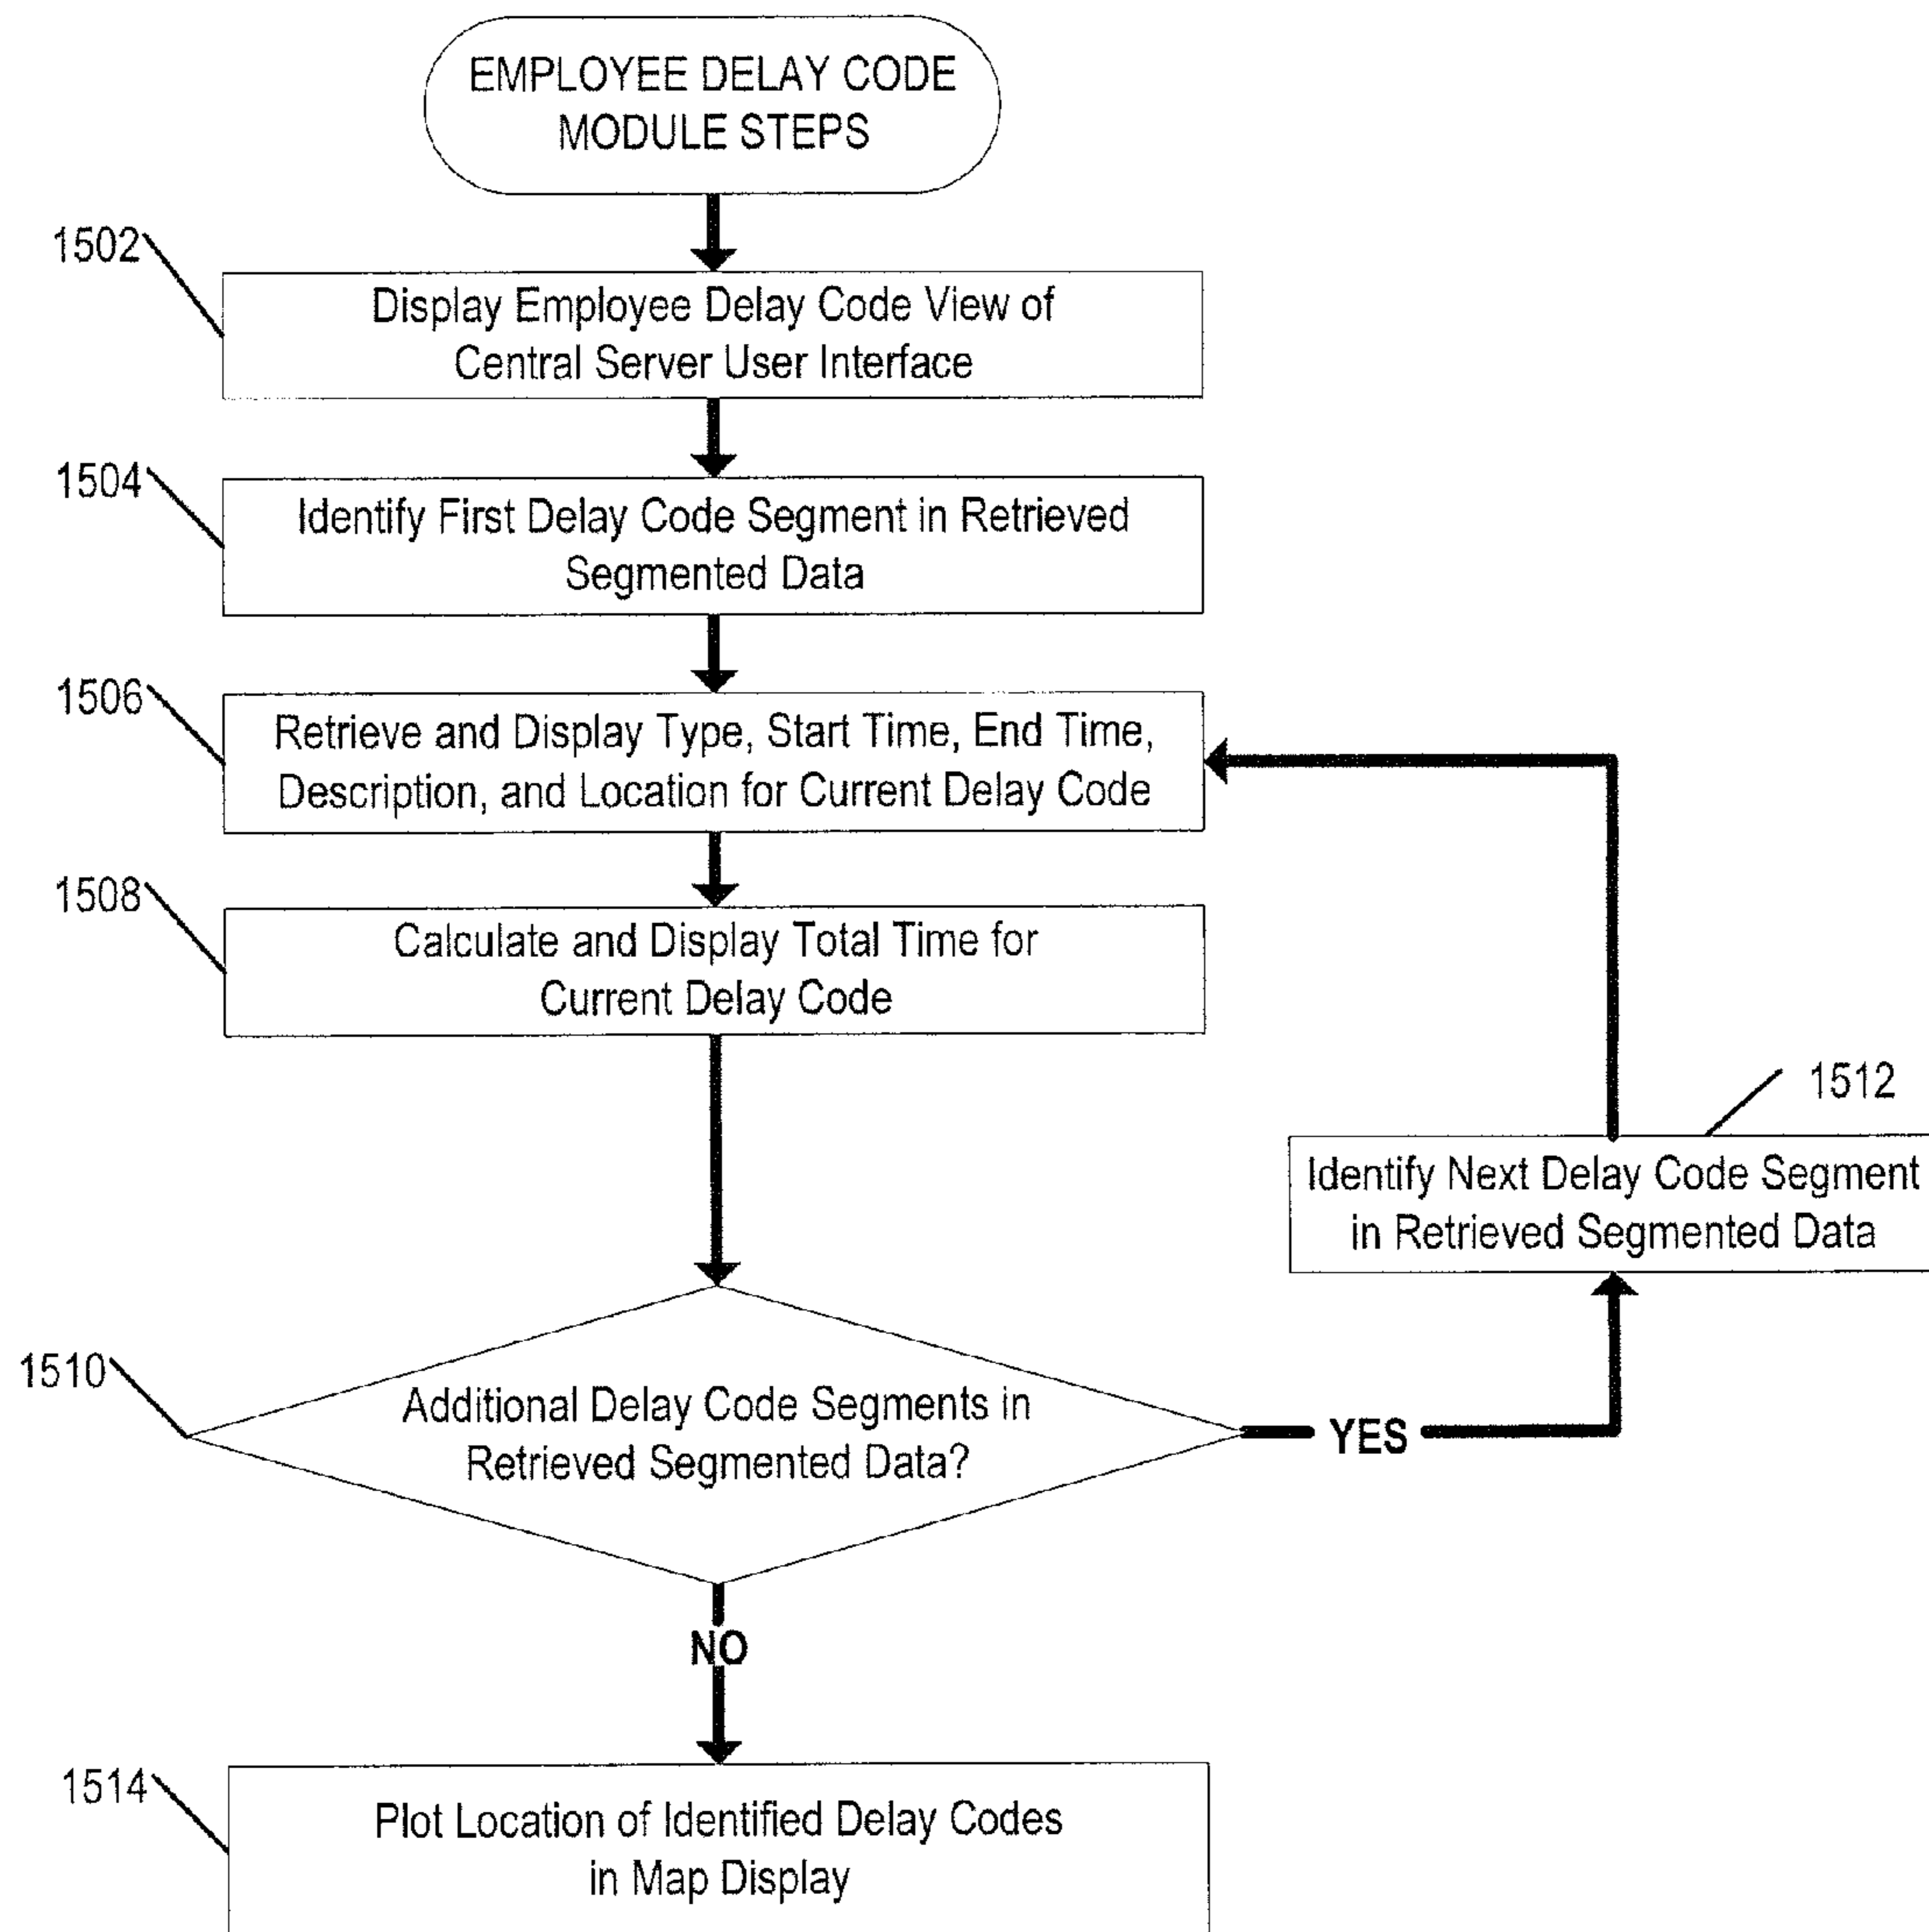 EMPLOYEE DELAY CODE
MODULE STEPS
1502
Display Employee Delay Code View of
Central Server User Interface
1504
Identify First Delay Code Segment in Retrieved
Segmented Data
1506
Retrieve and Display Type, Start Time, End Time,
Description, and Location for Current Delay Code
1508
Calculate and Display Total Time for
Current Delay Code
1512
Identify Next Delay Code Segment
in Retrieved Segmented Data
1510
Additional Delay Code Segments in
Retrieved Segmented Data?
YES
NO
1514
Plot Location of Identified Delay Codes
in Map Display